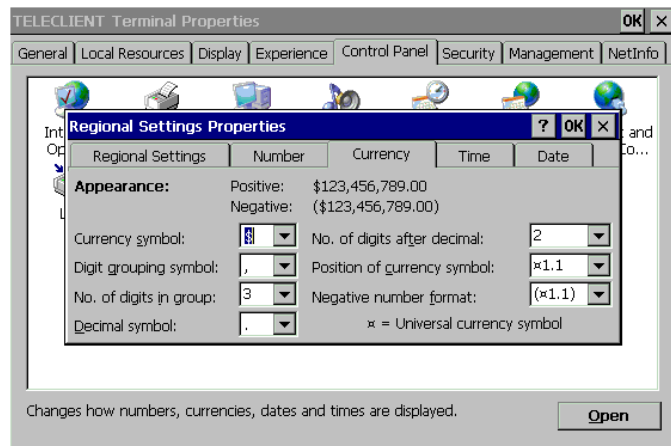 TELECLIENT Terminal Properties OK ×
General Local Resources Display Experience Control Panel Security Management NetInfo
Regional Settings Properties ? OK ×
Regional Settings Number Currency Time Date
Appearance: Positive: $123,456,789.00
Negative: ($123,456,789.00)
Currency symbol: $ No. of digits after decimal: 2
Digit grouping symbol: , Position of currency symbol: ¤1.1
No. of digits in group: 3 Negative number format: (¤1.1)
Decimal symbol: . ¤ = Universal currency symbol
Changes how numbers, currencies, dates and times are displayed.
Open